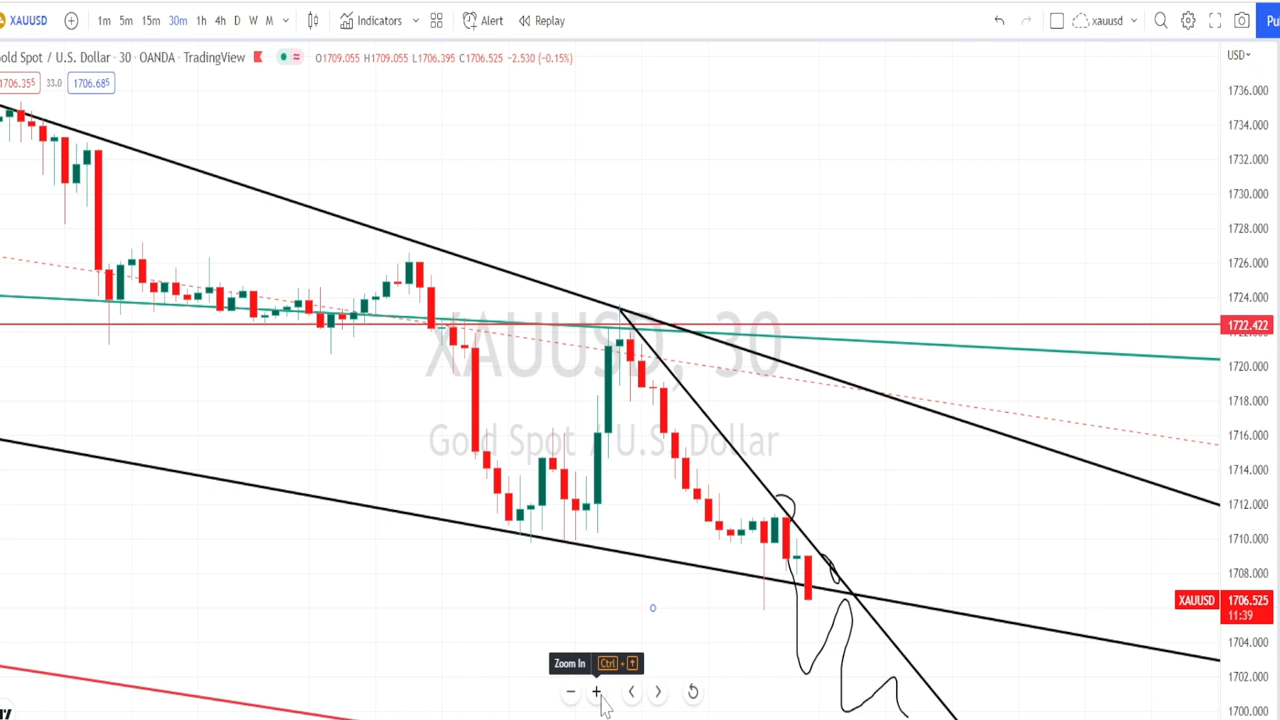 XAUUSD 1m 5m 15m 30m 1h 4h D W M Indicators Alert Replay xauusd Pu
old Spot / U.S. Dollar · 30 · OANDA · TradingView O1709.055 H1709.055 L1706.395 C1706.525 −2.530 (−0.15%) USD
1706.355 33.0 1706.685
1736.000
1734.000
1732.000
1730.000
1728.000
1726.000
1724.000
1722.422
1720.000
1718.000
1716.000
1714.000
1712.000
1710.000
1708.000
XAUUSD 1706.525
11:39
1704.000
1702.000
1700.000
XAUUSD, 30
Gold Spot / U.S. Dollar
Zoom In Ctrl + ↑